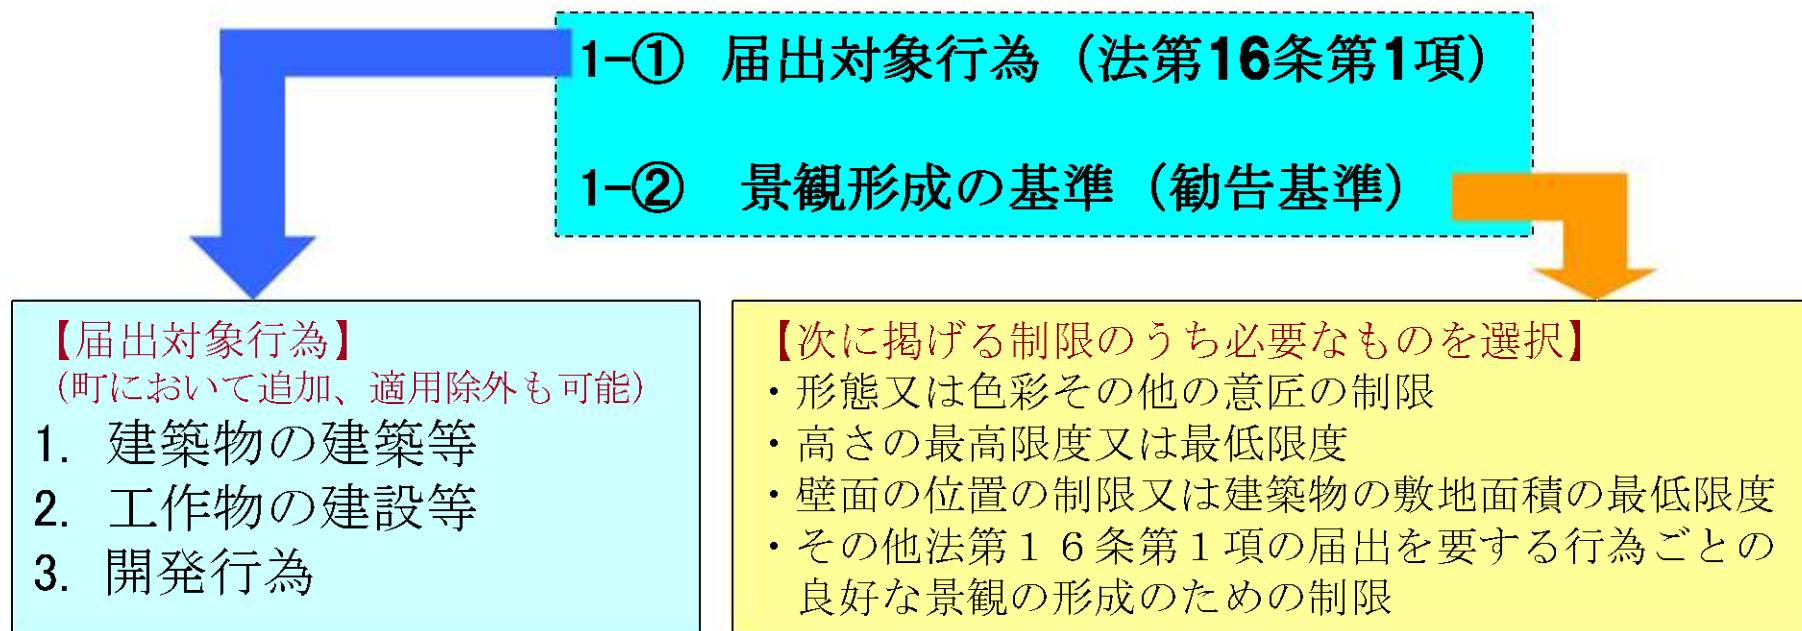 1-① 届出対象行為（法第16条第1項）
1-② 景観形成の基準（勧告基準）
【届出対象行為】
（町において追加、適用除外も可能）
1. 建築物の建築等
2. 工作物の建設等
3. 開発行為
【次に掲げる制限のうち必要なものを選択】
・形態又は色彩その他の意匠の制限
・高さの最高限度又は最低限度
・壁面の位置の制限又は建築物の敷地面積の最低限度
・その他法第１６条第１項の届出を要する行為ごとの
良好な景観の形成のための制限